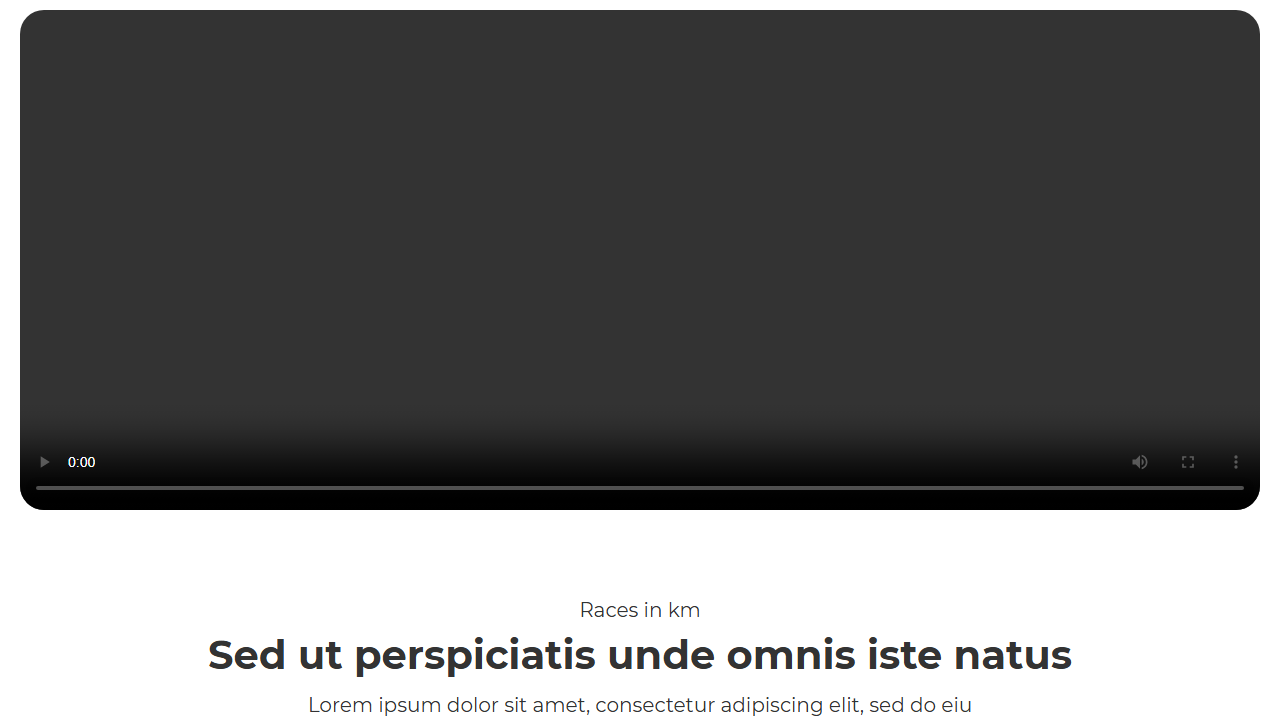 0:00
Races in km
Sed ut perspiciatis unde omnis iste natus
Lorem ipsum dolor sit amet, consectetur adipiscing elit, sed do eiu